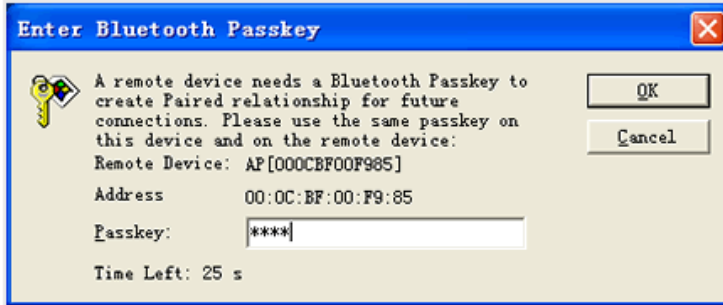 Enter Bluetooth Passkey
A remote device needs a Bluetooth Passkey to
create Paired relationship for future
connections. Please use the same passkey on
this device and on the remote device:
Remote Device: AP[000CBF00F985]
Address 00:0C:BF:00:F9:85
Passkey: ****
Time Left: 25 s
OK
Cancel